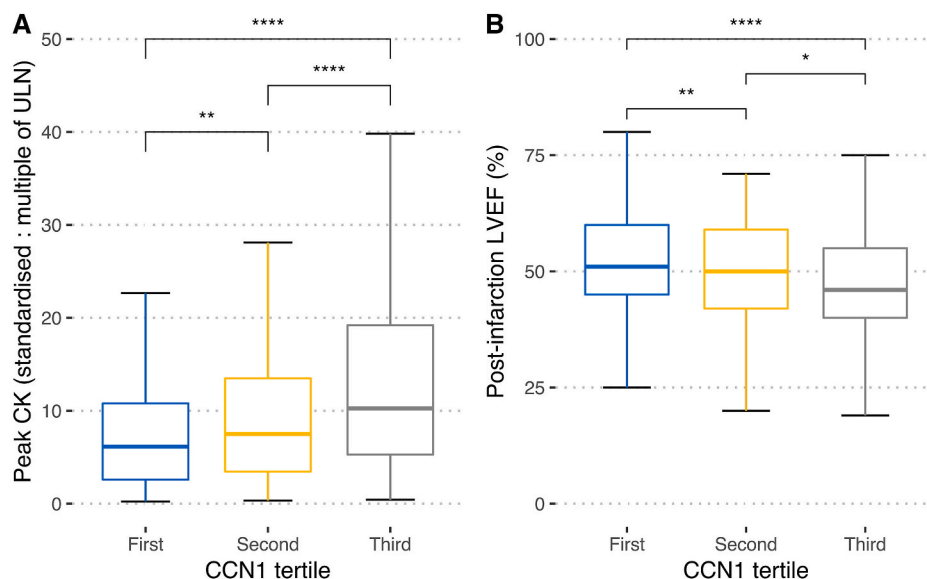 A
Peak CK (standardised : multiple of ULN)
50
40
30
20
10
0
****
****
**
First Second Third
CCN1 tertile
B
Post-infarction LVEF (%)
100
75
50
25
0
****
*
**
First Second Third
CCN1 tertile